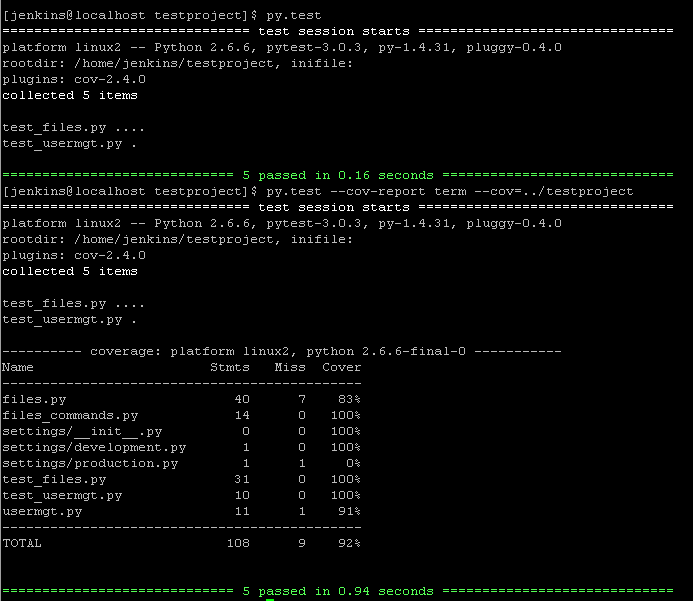 [jenkins@localhost testproject]$ py.test
=============================== test session starts ================================
platform linux2 -- Python 2.6.6, pytest-3.0.3, py-1.4.31, pluggy-0.4.0
rootdir: /home/jenkins/testproject, inifile:
plugins: cov-2.4.0
collected 5 items
test_files.py ....
test_usermgt.py .
============================= 5 passed in 0.16 seconds =============================
[jenkins@localhost testproject]$ py.test --cov-report term --cov=../testproject
=============================== test session starts ================================
platform linux2 -- Python 2.6.6, pytest-3.0.3, py-1.4.31, pluggy-0.4.0
rootdir: /home/jenkins/testproject, inifile:
plugins: cov-2.4.0
collected 5 items
test_files.py ....
test_usermgt.py .
---------- coverage: platform linux2, python 2.6.6-final-0 -----------
Name                      Stmts   Miss  Cover
---------------------------------------------
files.py                     40      7    83%
files_commands.py            14      0   100%
settings/__init__.py          0      0   100%
settings/development.py       1      0   100%
settings/production.py        1      1     0%
test_files.py                31      0   100%
test_usermgt.py              10      0   100%
usermgt.py                   11      1    91%
---------------------------------------------
TOTAL                       108      9    92%
============================= 5 passed in 0.94 seconds =============================